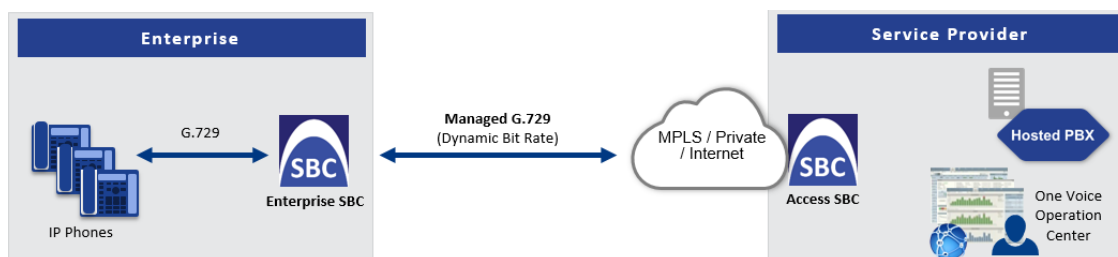 Enterprise
G.729
SBC
Enterprise SBC
IP Phones
Managed G.729
(Dynamic Bit Rate)
MPLS / Private
/ Internet
SBC
Access SBC
Service Provider
Hosted PBX
One Voice
Operation
Center